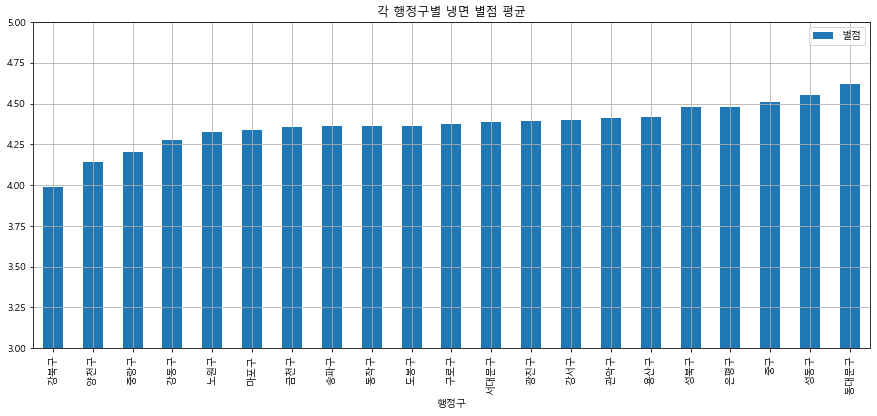 각 행정구별 냉면 별점 평균
별점
5.00
4.75
4.50
4.25
4.00
3.75
3.50
3.25
3.00
강북구
양천구
중랑구
강동구
노원구
마포구
금천구
송파구
동작구
도봉구
구로구
서대문구
광진구
강서구
관악구
용산구
성북구
은평구
중구
성동구
동대문구
행정구